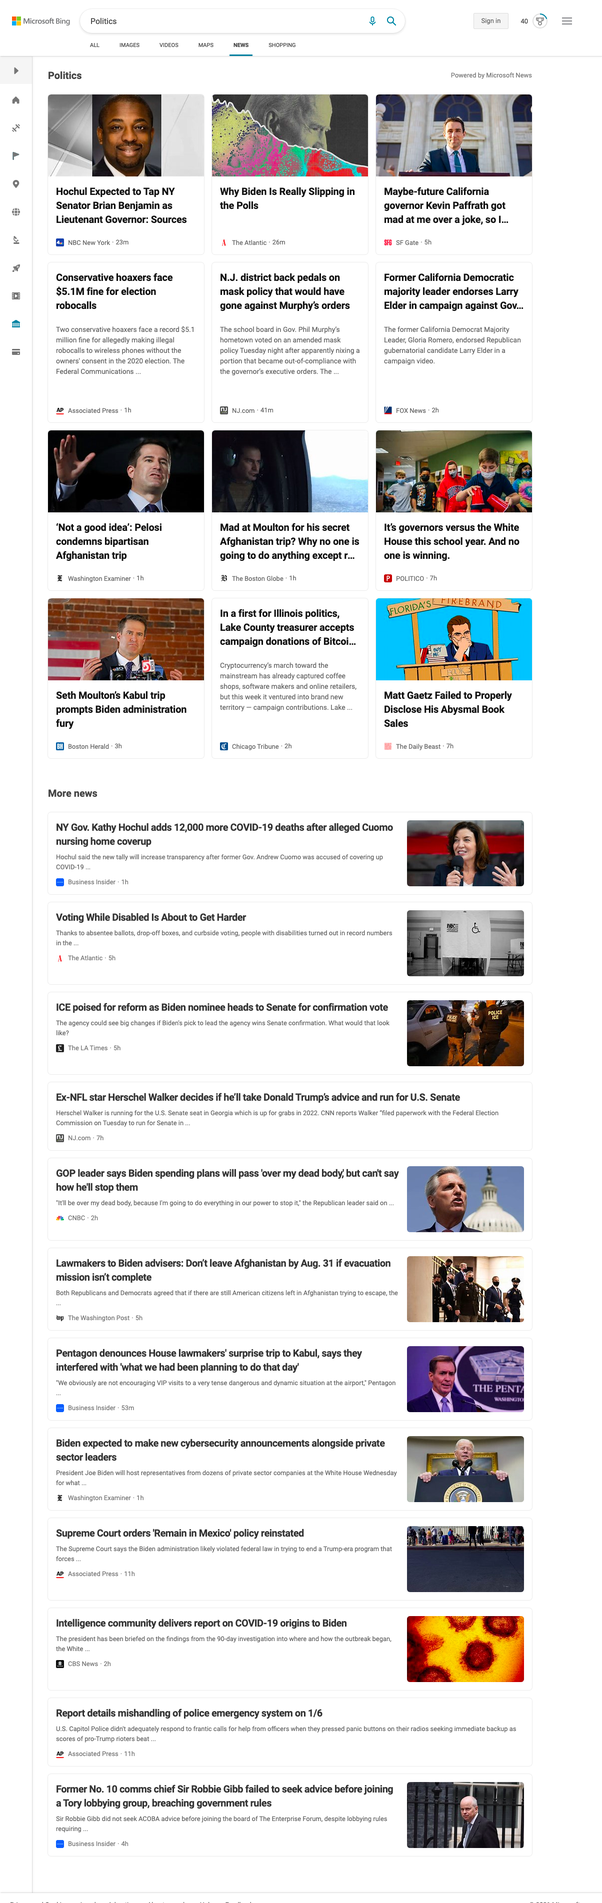 Microsoft Bing
Politics
Sign in
40
ALL IMAGES VIDEOS MAPS NEWS SHOPPING
Politics
Powered by Microsoft News
Hochul Expected to Tap NY
Senator Brian Benjamin as
Lieutenant Governor: Sources
NBC New York · 23m
Why Biden Is Really Slipping in
the Polls
The Atlantic · 26m
Maybe-future California
governor Kevin Paffrath got
mad at me over a joke, so I...
SF Gate · 5h
Conservative hoaxers face
$5.1M fine for election
robocalls
Two conservative hoaxers face a record $5.1
million fine for allegedly making illegal
robocalls to wireless phones without the
owners' consent in the 2020 election. The
Federal Communications ...
AP Associated Press · 1h
N.J. district back pedals on
mask policy that would have
gone against Murphy's orders
The school board in Gov. Phil Murphy's
hometown voted on an amended mask
policy Tuesday night after apparently nixing a
portion that became out-of-compliance with
the governor's executive orders. The ...
NJ.com · 41m
Former California Democratic
majority leader endorses Larry
Elder in campaign against Gov...
The former California Democrat Majority
Leader, Gloria Romero, endorsed Republican
gubernatorial candidate Larry Elder in a
campaign video.
FOX News · 2h
'Not a good idea': Pelosi
condemns bipartisan
Afghanistan trip
Washington Examiner · 1h
Mad at Moulton for his secret
Afghanistan trip? Why no one is
going to do anything except r...
The Boston Globe · 1h
It's governors versus the White
House this school year. And no
one is winning.
POLITICO · 7h
Seth Moulton's Kabul trip
prompts Biden administration
fury
Boston Herald · 3h
In a first for Illinois politics,
Lake County treasurer accepts
campaign donations of Bitcoi...
Cryptocurrency's march toward the
mainstream has already captured coffee
shops, software makers and online retailers,
but this week it ventured into brand new
territory — campaign contributions. Lake ...
Chicago Tribune · 2h
FLORIDA'S FIREBRAND
Matt Gaetz Failed to Properly
Disclose His Abysmal Book
Sales
The Daily Beast · 7h
More news
NY Gov. Kathy Hochul adds 12,000 more COVID-19 deaths after alleged Cuomo
nursing home coverup
Hochul said the new tally will increase transparency after former Gov. Andrew Cuomo was accused of covering up
COVID-19 ...
Business Insider · 1h
Voting While Disabled Is About to Get Harder
Thanks to absentee ballots, drop-off boxes, and curbside voting, people with disabilities turned out in record numbers
in the ...
The Atlantic · 5h
ICE poised for reform as Biden nominee heads to Senate for confirmation vote
The agency could see big changes if Biden's pick to lead the agency wins Senate confirmation. What would that look
like?
The LA Times · 5h
POLICE
ICE
Ex-NFL star Herschel Walker decides if he'll take Donald Trump's advice and run for U.S. Senate
Herschel Walker is running for the U.S. Senate seat in Georgia which is up for grabs in 2022. CNN reports Walker "filed paperwork with the Federal Election
Commission on Tuesday to run for Senate in ...
NJ.com · 7h
GOP leader says Biden spending plans will pass 'over my dead body,' but can't say
how he'll stop them
"It'll be over my dead body, because I'm going to do everything in our power to stop it," the Republican leader said on ...
CNBC · 2h
Lawmakers to Biden advisers: Don't leave Afghanistan by Aug. 31 if evacuation
mission isn't complete
Both Republicans and Democrats agreed that if there are still American citizens left in Afghanistan trying to escape, the
...
wp The Washington Post · 5h
Pentagon denounces House lawmakers' surprise trip to Kabul, says they
interfered with 'what we had been planning to do that day'
"We obviously are not encouraging VIP visits to a very tense dangerous and dynamic situation at the airport," Pentagon
...
Business Insider · 53m
THE PENTA
Biden expected to make new cybersecurity announcements alongside private
sector leaders
President Joe Biden will host representatives from dozens of private sector companies at the White House Wednesday
for what ...
Washington Examiner · 1h
Supreme Court orders 'Remain in Mexico' policy reinstated
The Supreme Court says the Biden administration likely violated federal law in trying to end a Trump-era program that
forces ...
AP Associated Press · 11h
Intelligence community delivers report on COVID-19 origins to Biden
The president has been briefed on the findings from the 90-day investigation into where and how the outbreak began,
the White ...
CBS News · 2h
Report details mishandling of police emergency system on 1/6
U.S. Capitol Police didn't adequately respond to frantic calls for help from officers when they pressed panic buttons on their radios seeking immediate backup as
scores of pro-Trump rioters beat ...
AP Associated Press · 11h
Former No. 10 comms chief Sir Robbie Gibb failed to seek advice before joining
a Tory lobbying group, breaching government rules
Sir Robbie Gibb did not seek ACOBA advice before joining the board of The Enterprise Forum, despite lobbying rules
requiring ...
Business Insider · 4h